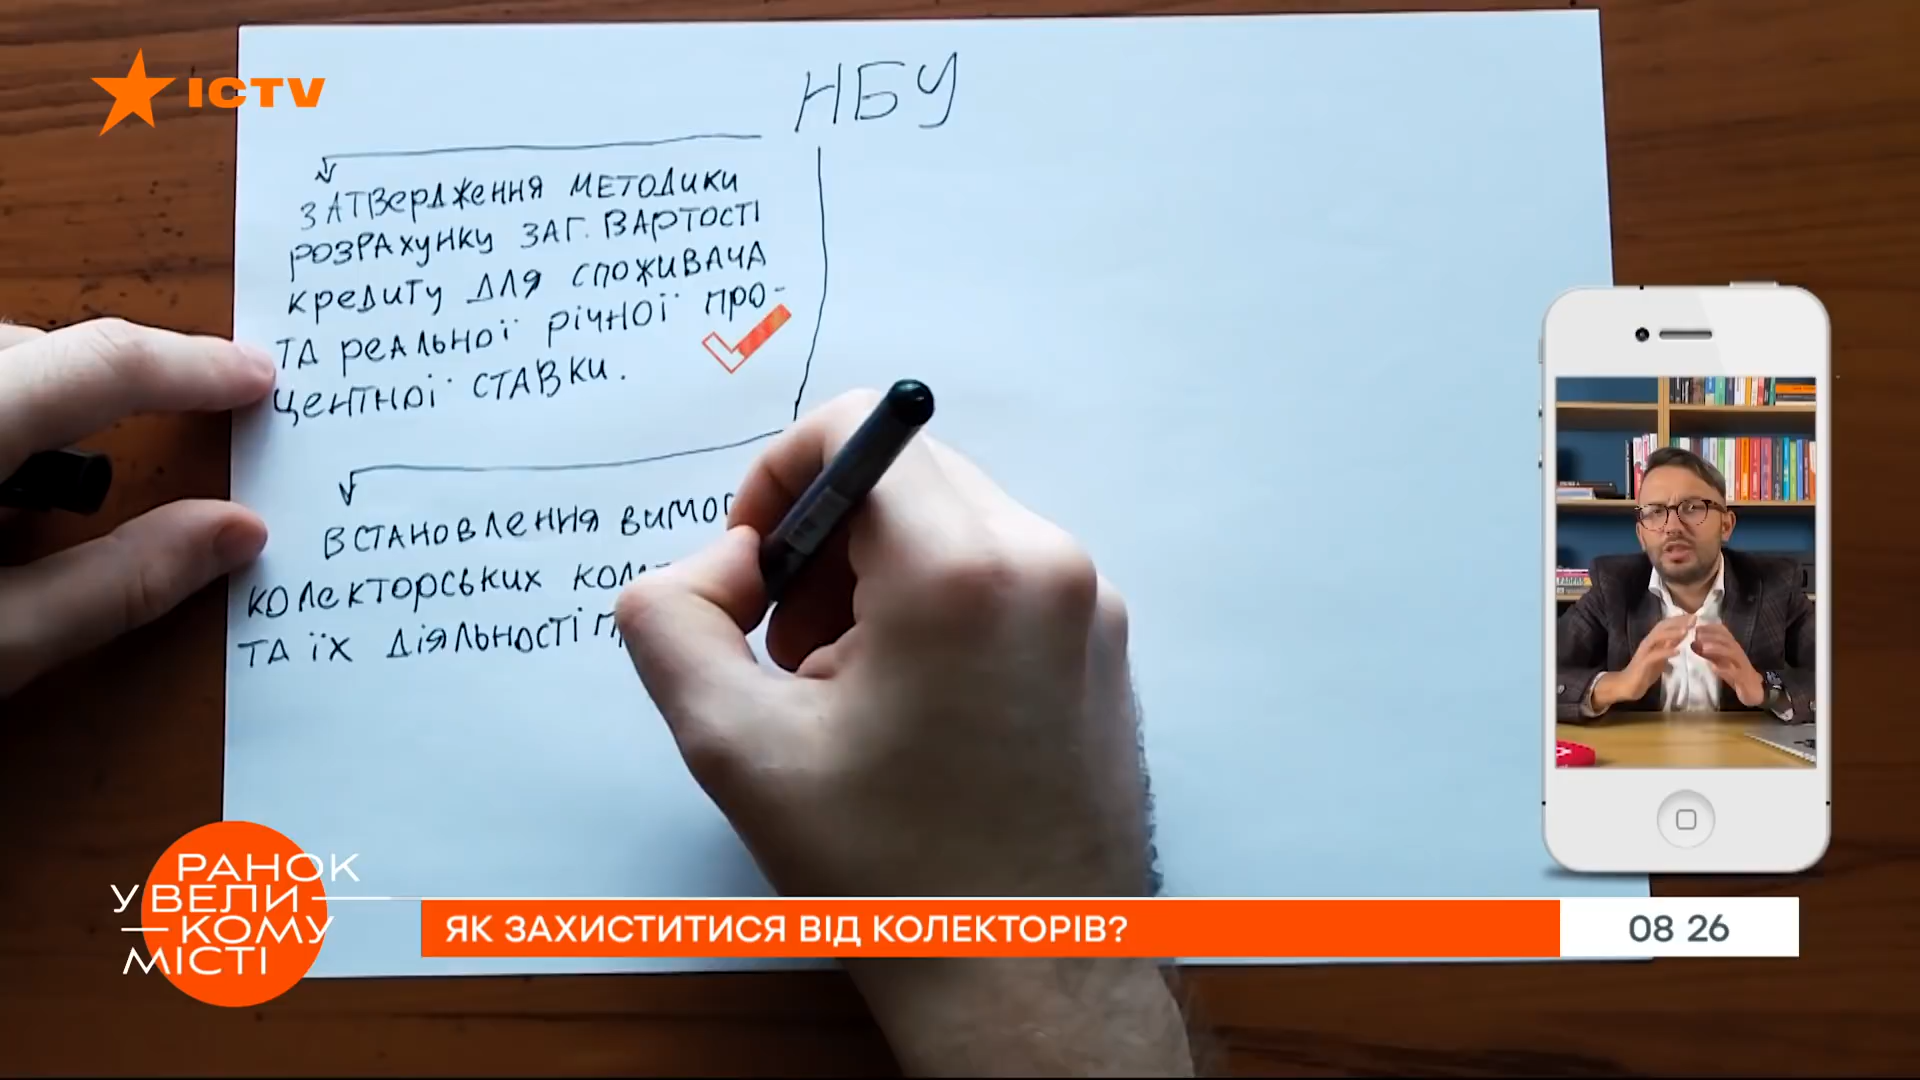 ICTV
НБУ
ЗАТВЕРДЖЕННЯ МЕТОДИКИ
РОЗРАХУНКУ ЗАГ. ВАРТОСТІ
КРЕДИТУ ДЛЯ СПОЖИВАЧА
ТА РЕАЛЬНОЇ РІЧНОЇ ПРО-
ЦЕНТНОЇ СТАВКИ.
ВСТАНОВЛЕННЯ ВИМОГ
КОЛЕКТОРСЬКИХ
ТА ЇХ ДІЯЛЬНОСТІ
РАНОК
У ВЕЛИ
КОМУ
МІСТІ
ЯК ЗАХИСТИТИСЯ ВІД КОЛЕКТОРІВ?
08 26